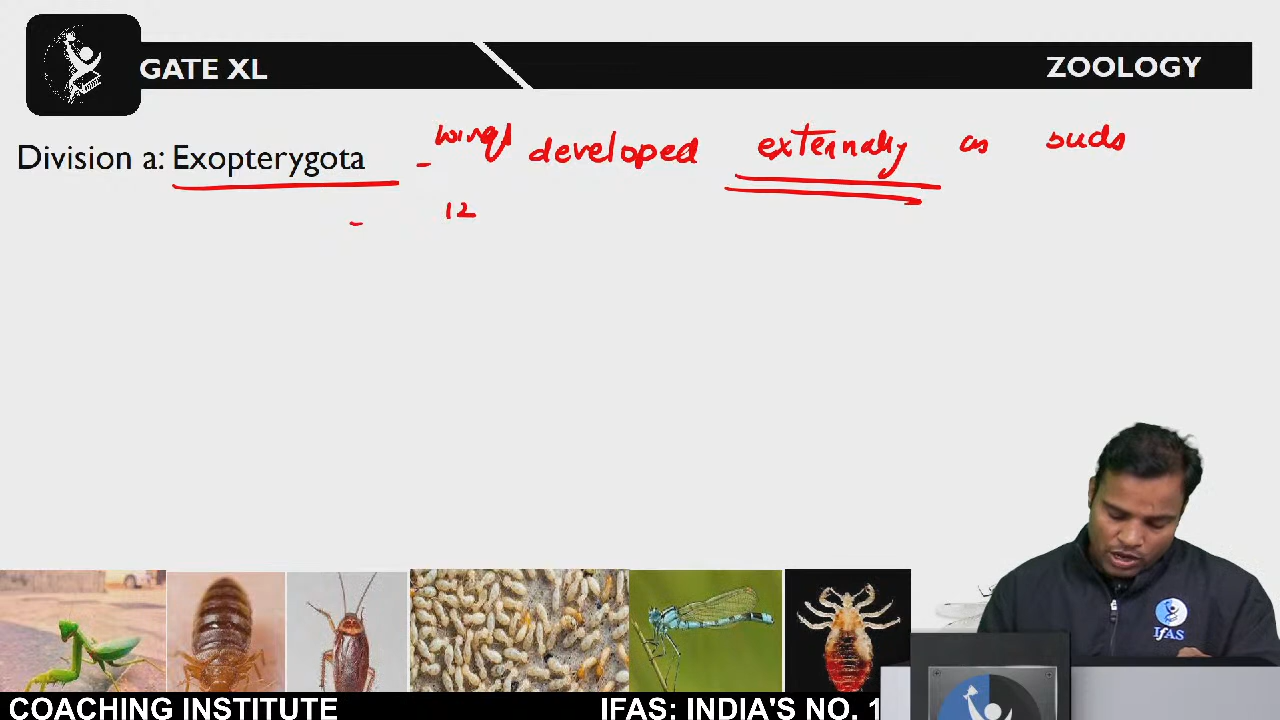 GATE XL
ZOOLOGY
Division a: Exopterygota - wings developed externally as buds
- 12
IFAS
COACHING INSTITUTE
IFAS: INDIA'S NO. 1